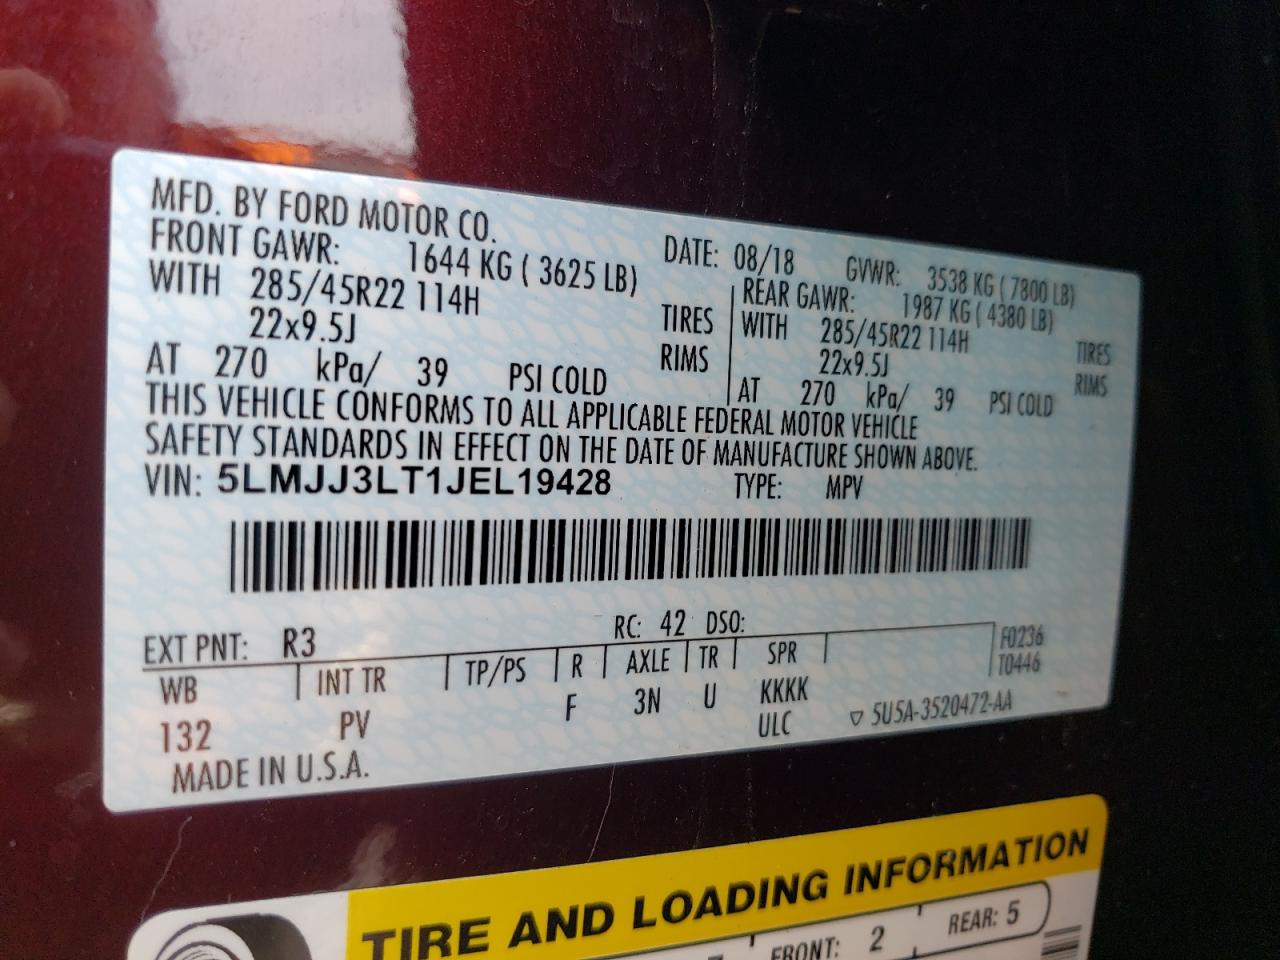 MFD. BY FORD MOTOR CO.
DATE: 08/18 GVWR: 3538 KG ( 7800 LB)
FRONT GAWR: 1644 KG ( 3625 LB)
WITH 285/45R22 114H TIRES
22x9.5J RIMS
AT 270 kPa/ 39 PSI COLD
REAR GAWR: 1987 KG ( 4380 LB)
WITH 285/45R22 114H TIRES
22x9.5J RIMS
AT 270 kPa/ 39 PSI COLD
THIS VEHICLE CONFORMS TO ALL APPLICABLE FEDERAL MOTOR VEHICLE
SAFETY STANDARDS IN EFFECT ON THE DATE OF MANUFACTURE SHOWN ABOVE.
VIN: 5LMJJ3LT1JEL19428 TYPE: MPV
EXT PNT: R3 RC: 42 DSO:
WB INT TR TP/PS R AXLE TR SPR F0236
T0446
132 PV F 3N U KKKK
ULC ▽ 5U5A-3520472-AA
MADE IN U.S.A.
TIRE AND LOADING INFORMATION
FRONT: 2 REAR: 5